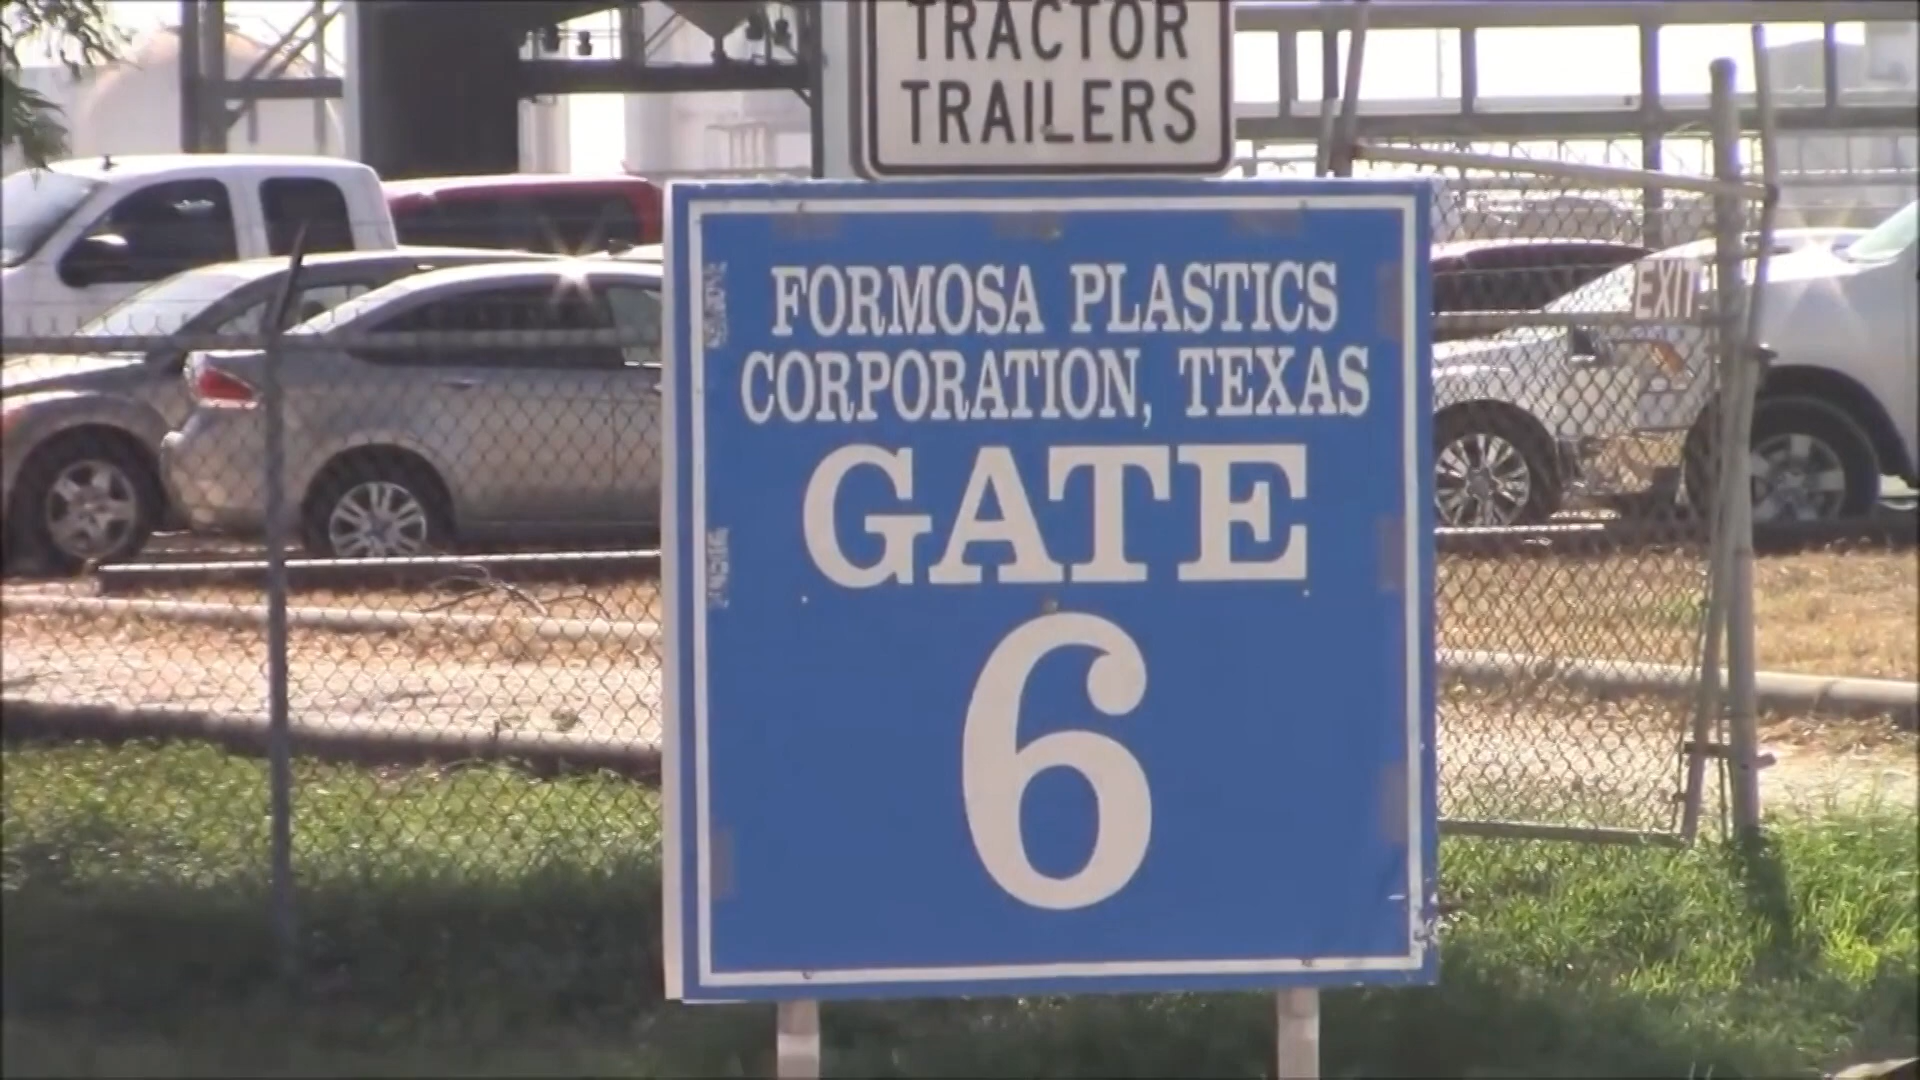 TRACTOR
TRAILERS
FORMOSA PLASTICS
CORPORATION, TEXAS
GATE
6
EXIT